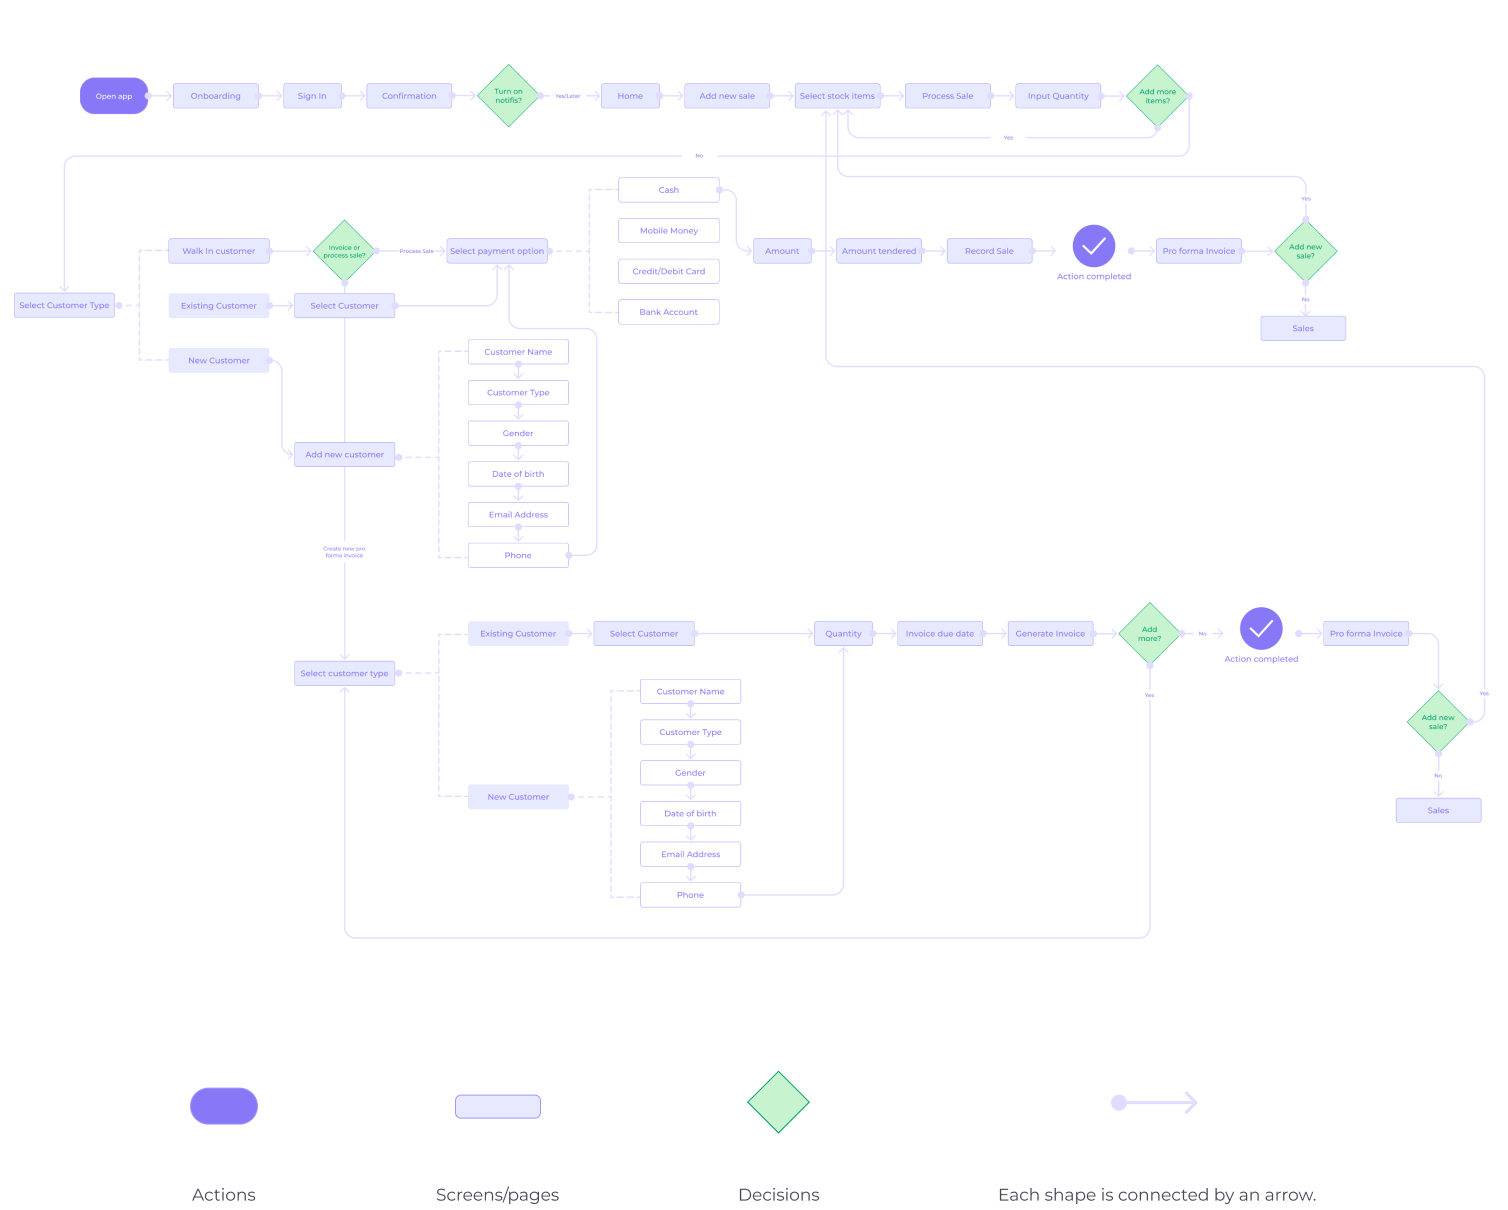 Open app
Onboarding
Sign In
Confirmation
Turn on
notifis?
Yes/Later
Home
Add new sale
Select stock items
Process Sale
Input Quantity
Add more
items?
Yes
No
Cash
Mobile Money
Credit/Debit Card
Bank Account
Walk In customer
Invoice or
process sale?
Process Sale
Select payment option
Amount
Amount tendered
Record Sale
Action completed
Pro forma Invoice
Add new
sale?
Yes
No
Sales
Select Customer Type
Existing Customer
Select Customer
New Customer
Customer Name
Customer Type
Gender
Date of birth
Email Address
Phone
Add new customer
Create new pro
forma invoice
Select customer type
Existing Customer
Select Customer
Quantity
Invoice due date
Generate Invoice
Add
more?
No
Yes
Action completed
Pro forma Invoice
Add new
sale?
Yes
No
Sales
New Customer
Customer Name
Customer Type
Gender
Date of birth
Email Address
Phone
Actions
Screens/pages
Decisions
Each shape is connected by an arrow.